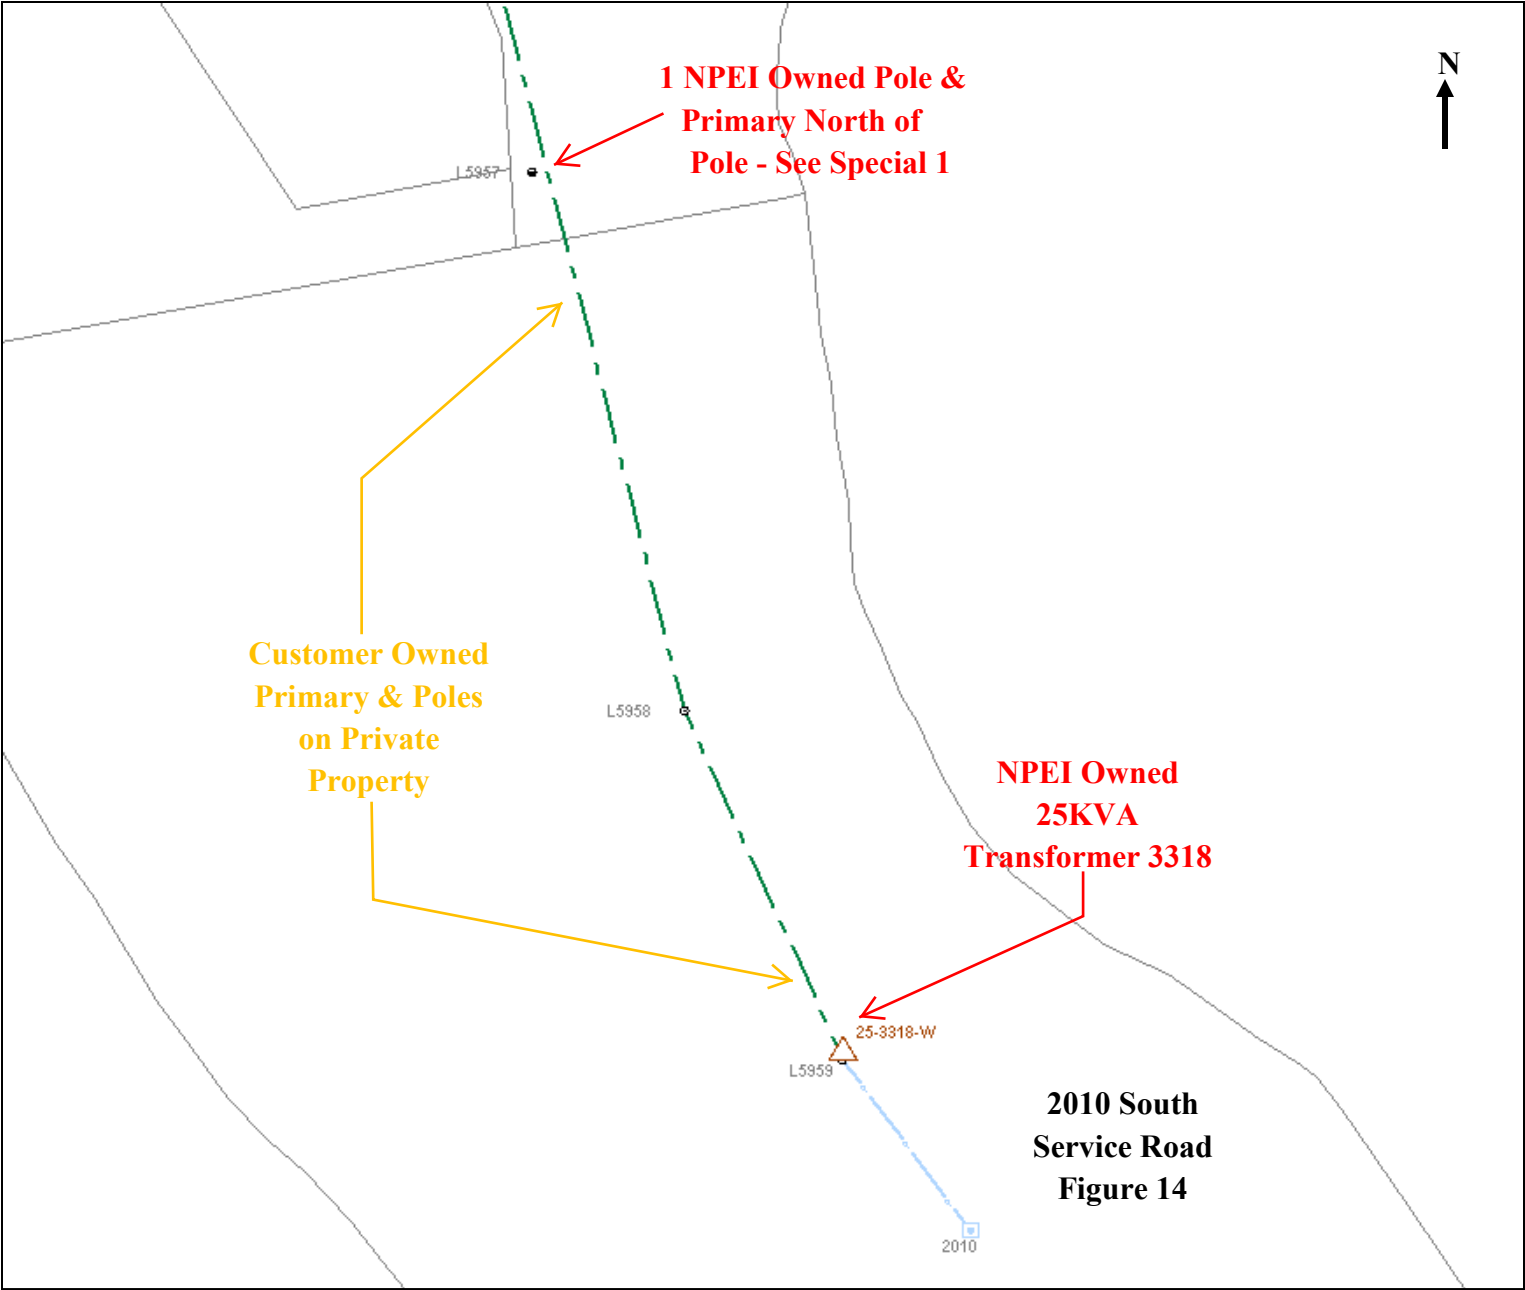 N
1 NPEI Owned Pole &
Primary North of
Pole - See Special 1
L5957
Customer Owned
Primary & Poles
on Private
Property
L5958
NPEI Owned
25KVA
Transformer 3318
25-3318-W
L5959
2010 South
Service Road
Figure 14
2010